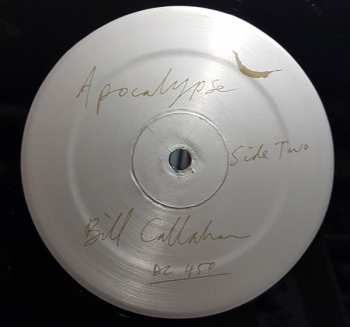 Apocalypse
Side Two
Bill Callahan
DC 450